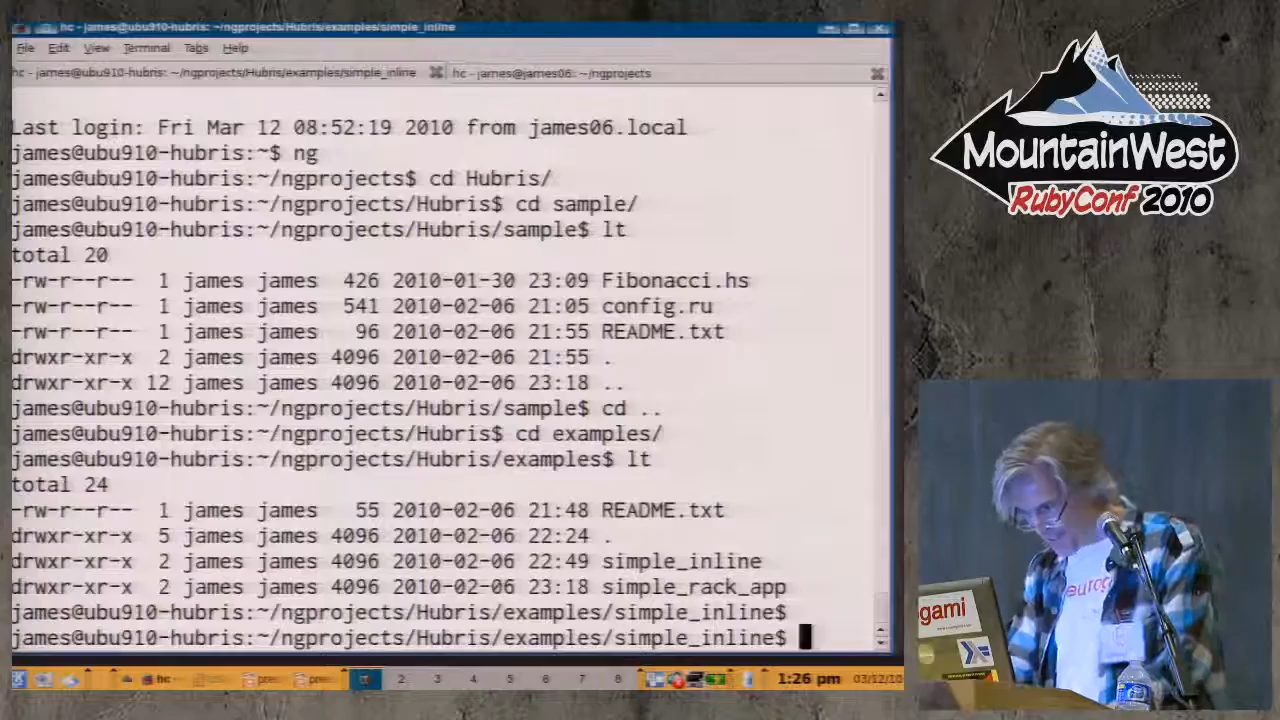 hc - james@ubu910-hubris: ~/ngprojects/Hubris/examples/simple_inline
File Edit View Terminal Tabs Help
hc - james@ubu910-hubris: ~/ngprojects/Hubris/examples/simple_inline hc - james@james06: ~/ngprojects
Last login: Fri Mar 12 08:52:19 2010 from james06.local
james@ubu910-hubris:~$ ng
james@ubu910-hubris:~/ngprojects$ cd Hubris/
james@ubu910-hubris:~/ngprojects/Hubris$ cd sample/
james@ubu910-hubris:~/ngprojects/Hubris/sample$ lt
total 20
-rw-r--r-- 1 james james 426 2010-01-30 23:09 Fibonacci.hs
-rw-r--r-- 1 james james 541 2010-02-06 21:05 config.ru
-rw-r--r-- 1 james james 96 2010-02-06 21:55 README.txt
drwxr-xr-x 2 james james 4096 2010-02-06 21:55 .
drwxr-xr-x 12 james james 4096 2010-02-06 23:18 ..
james@ubu910-hubris:~/ngprojects/Hubris/sample$ cd ..
james@ubu910-hubris:~/ngprojects/Hubris$ cd examples/
james@ubu910-hubris:~/ngprojects/Hubris/examples$ lt
total 24
-rw-r--r-- 1 james james 55 2010-02-06 21:48 README.txt
drwxr-xr-x 5 james james 4096 2010-02-06 22:24 .
drwxr-xr-x 2 james james 4096 2010-02-06 22:49 simple_inline
drwxr-xr-x 2 james james 4096 2010-02-06 23:18 simple_rack_app
james@ubu910-hubris:~/ngprojects/Hubris/examples/simple_inline$
james@ubu910-hubris:~/ngprojects/Hubris/examples/simple_inline$
hc 2 3 4 5 6 7 8 1:26 pm 03/12/10
MountainWest
RubyConf 2010
gami